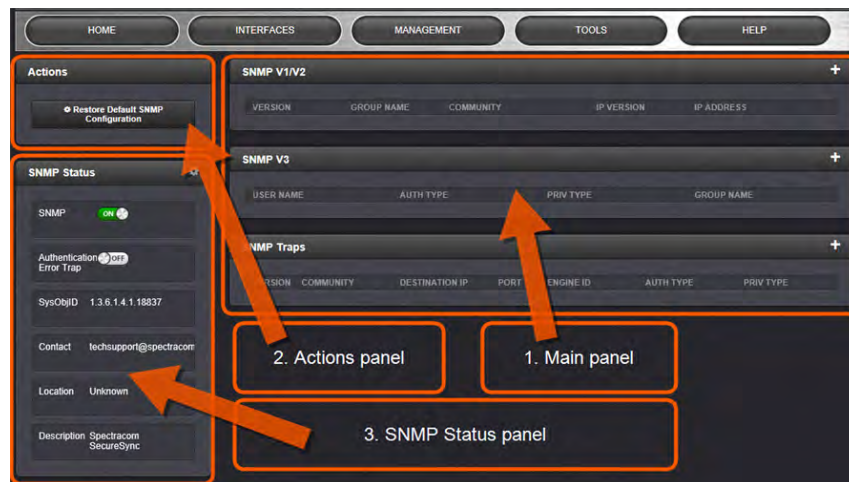 HOME
INTERFACES
MANAGEMENT
TOOLS
HELP
Actions
Restore Default SNMP
Configuration
SNMP Status
SNMP ON
Authentication OFF
Error Trap
SysObjID 1.3.6.1.4.1.18837
Contact techsupport@spectracom
Location Unknown
Description Spectracom
SecureSync
SNMP V1/V2 +
VERSION GROUP NAME COMMUNITY IP VERSION IP ADDRESS
SNMP V3 +
USER NAME AUTH TYPE PRIV TYPE GROUP NAME
SNMP Traps +
VERSION COMMUNITY DESTINATION IP PORT ENGINE ID AUTH TYPE PRIV TYPE
2. Actions panel
1. Main panel
3. SNMP Status panel